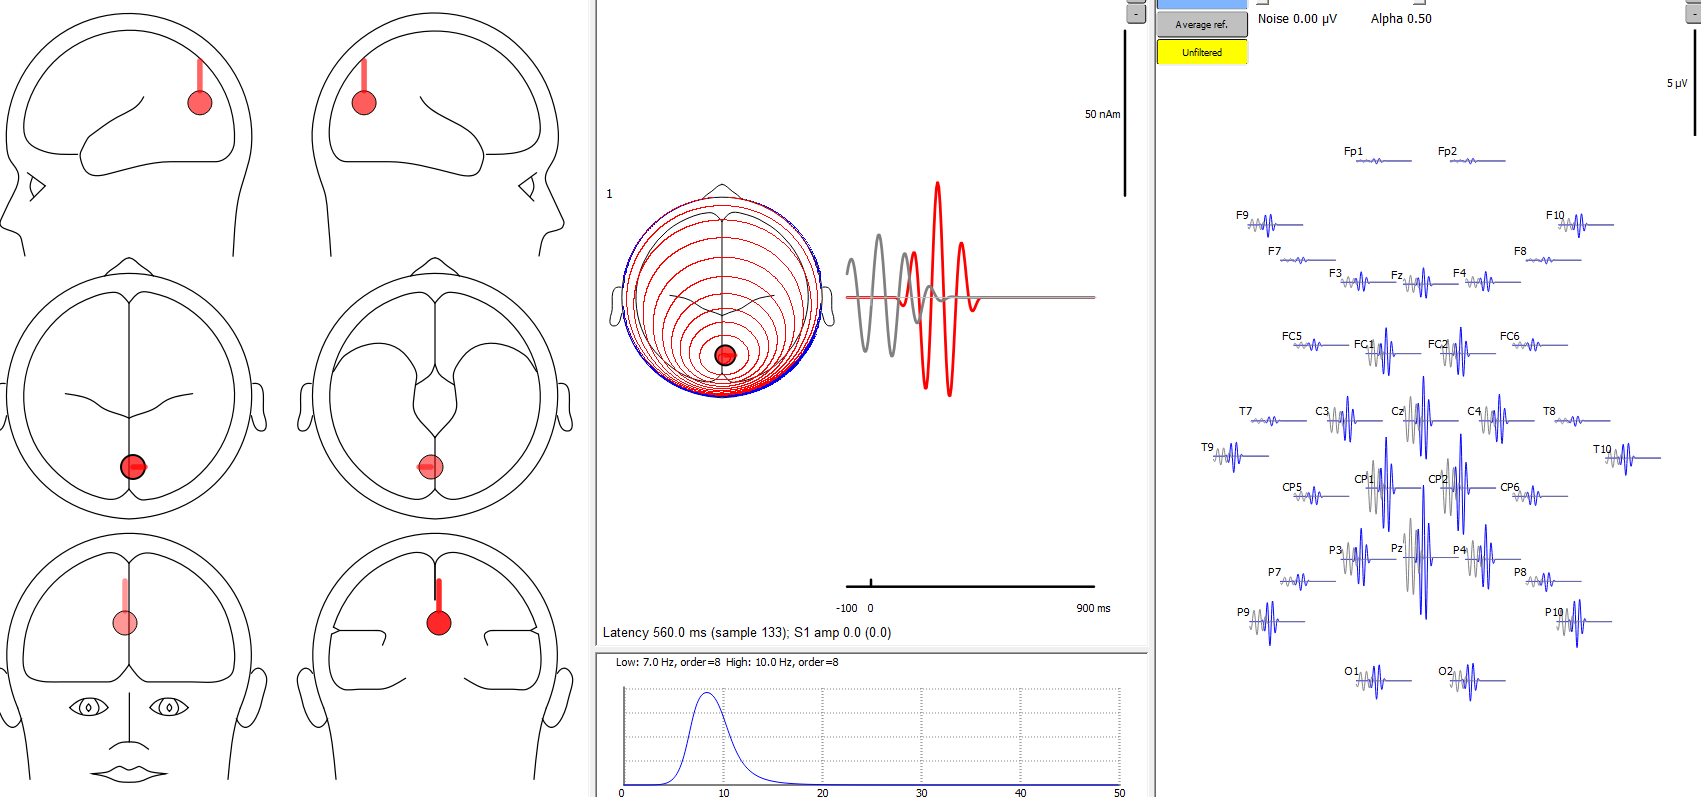 -
50 nAm
1
-100 0 900 ms
Latency 560.0 ms (sample 133); S1 amp 0.0 (0.0)
Low: 7.0 Hz, order=8 High: 10.0 Hz, order=8
0 10 20 30 40 50
Average ref.
Unfiltered
Noise 0.00 µV Alpha 0.50
-
5 µV
Fp1 Fp2
F9 F10
F7 F8
F3 Fz F4
FC5 FC1 FC2 FC6
T7 C3 Cz C4 T8
T9 T10
CP5 CP1 CP2 CP6
P3 Pz P4
P7 P8
P9 P10
O1 O2